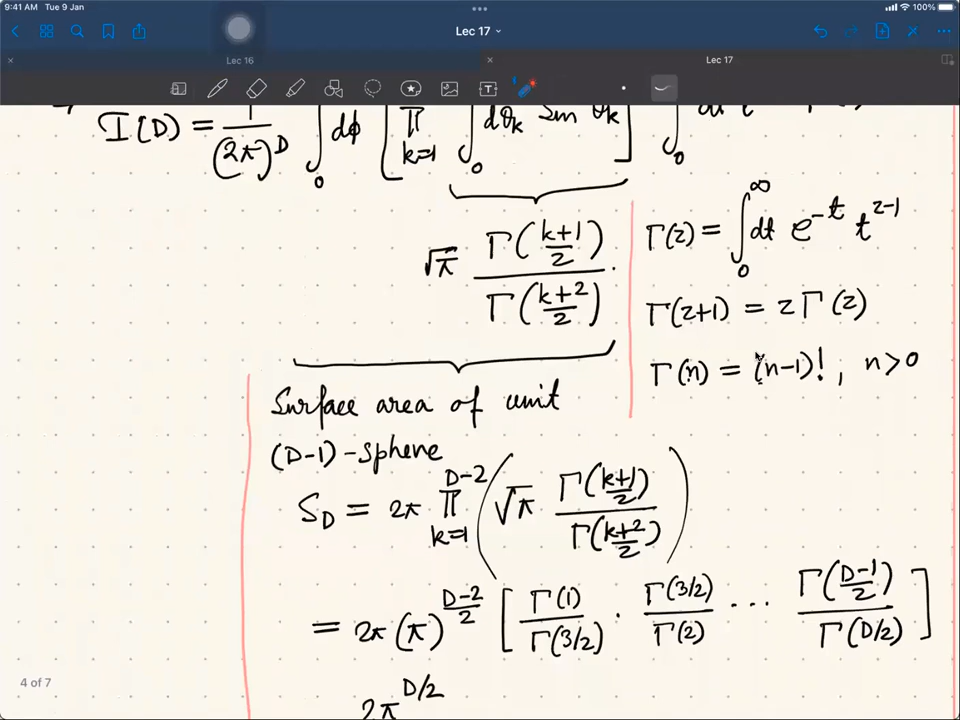 9:41 AM Tue 9 Jan
100%
Lec 17
Lec 16
Lec 17
I(D) = 1/(2π)^D ∫_0 dφ [ ∏_{k=1} ∫_0 dθ_k sin θ_k ] ∫_0
√π Γ((k+1)/2) / Γ((k+2)/2) .
Γ(z) = ∫_0^∞ dt e^{-t} t^{z-1}
Γ(z+1) = z Γ(z)
Γ(n) = (n-1)! , n>0
Surface area of unit
(D-1)-sphere
S_D = 2π ∏_{k=1}^{D-2} ( √π Γ((k+1)/2) / Γ((k+2)/2) )
= 2π (π)^{(D-2)/2} [ Γ(1)/Γ(3/2) · Γ(3/2)/Γ(2) ... Γ((D-1)/2)/Γ(D/2) ]
2π^{D/2}
4 of 7